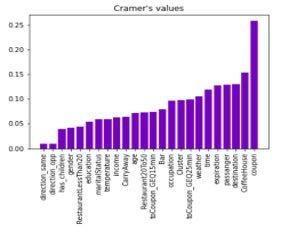 Cramer's values
0.25
0.20
0.15
0.10
0.05
0.00
direction_same
direction_opp
has_children
gender
RestaurantLessThan20
education
maritalStatus
temperature
income
CarryAway
age
Restaurant20To50
toCoupon_GEQ15min
Bar
occupation
Cluster
toCoupon_GEQ25min
weather
time
expiration
passanger
destination
CoffeeHouse
coupon